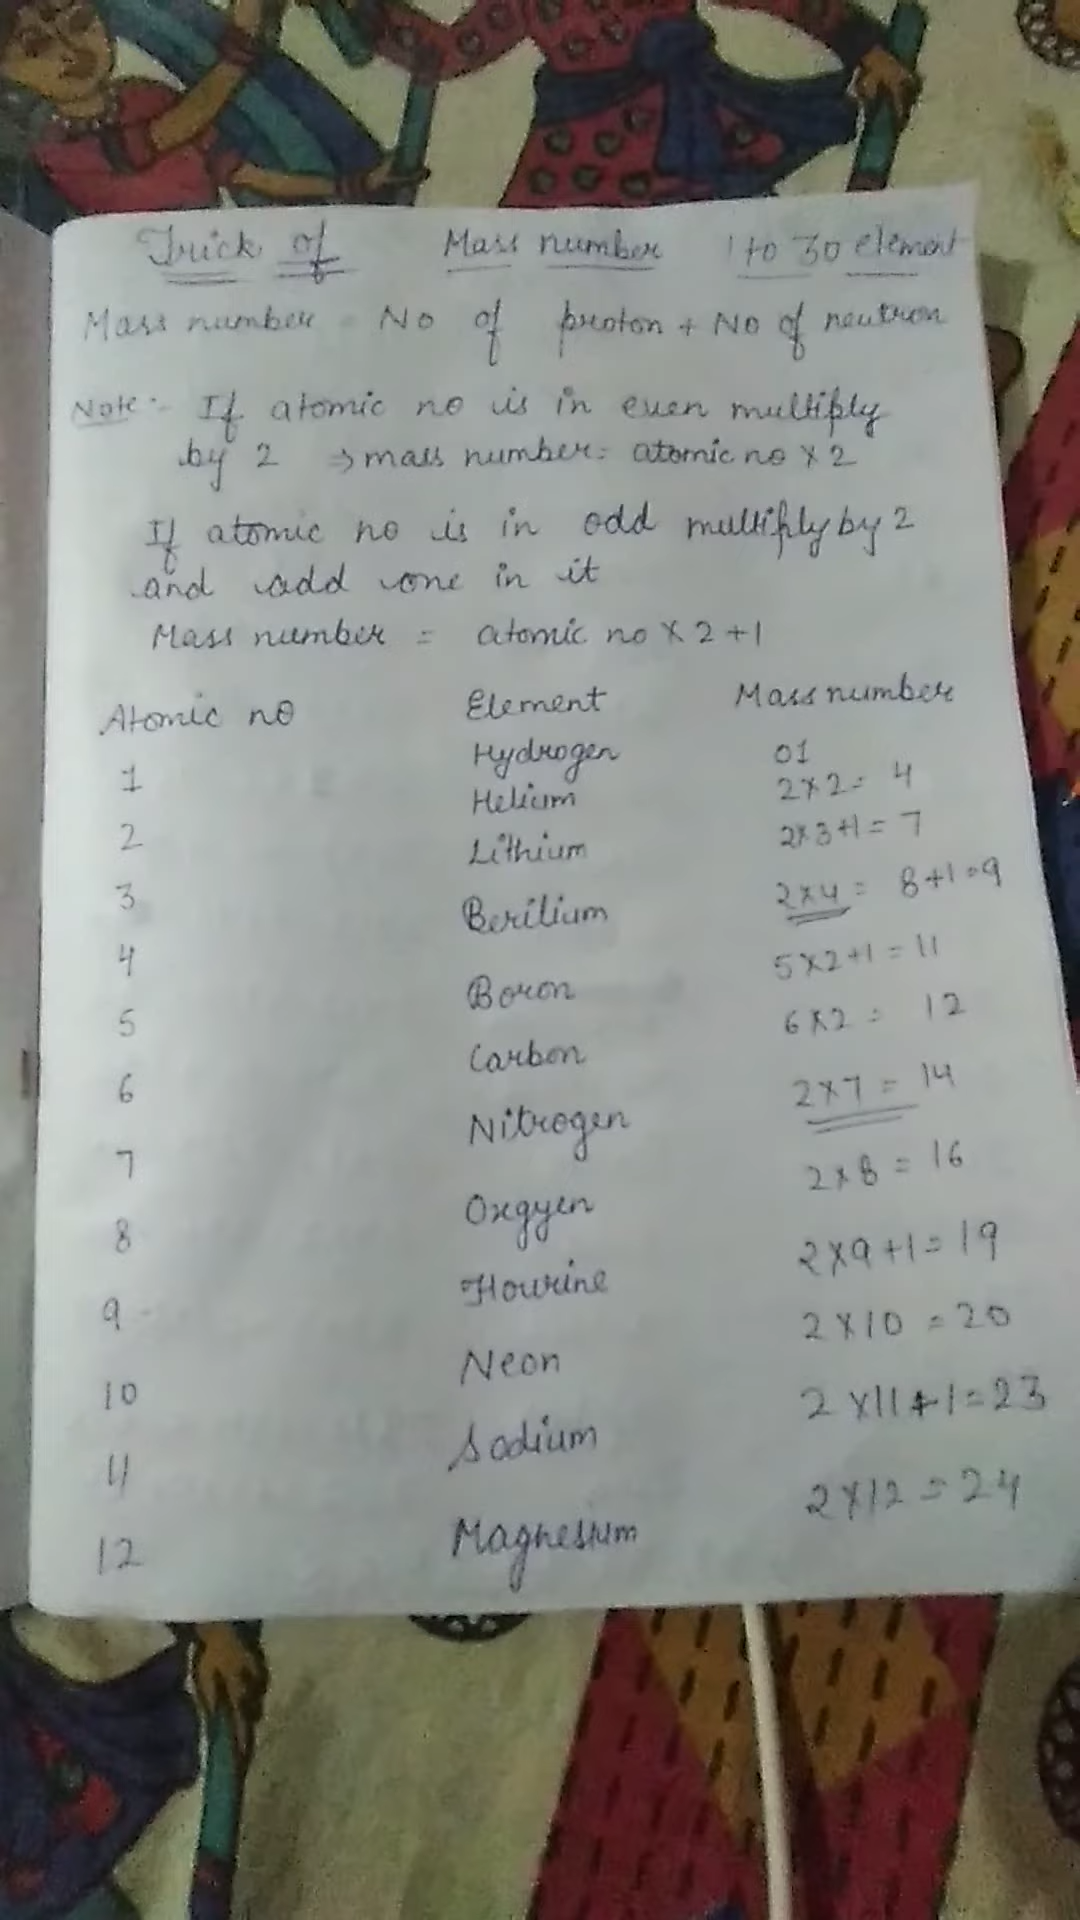 Trick of Mass number 1 to 30 element
Mass number = No of proton + No of neutron
Note:- If atomic no is in even multiply
by 2 ⇒ mass number = atomic no × 2
If atomic no is in odd multiply by 2
and add one in it
Mass number = atomic no × 2 + 1
Atomic no Element Mass number
1 Hydrogen 01
2 Helium 2×2 = 4
3 Lithium 2×3+1 = 7
4 Berilium 2×4 = 8+1=9
5 Boron 5×2+1 = 11
6 Carbon 6×2 = 12
7 Nitrogen 2×7 = 14
8 Oxgyen 2×8 = 16
9 Flourine 2×9+1 = 19
10 Neon 2×10 = 20
11 Sodium 2×11+1=23
12 Magnesium 2×12 = 24